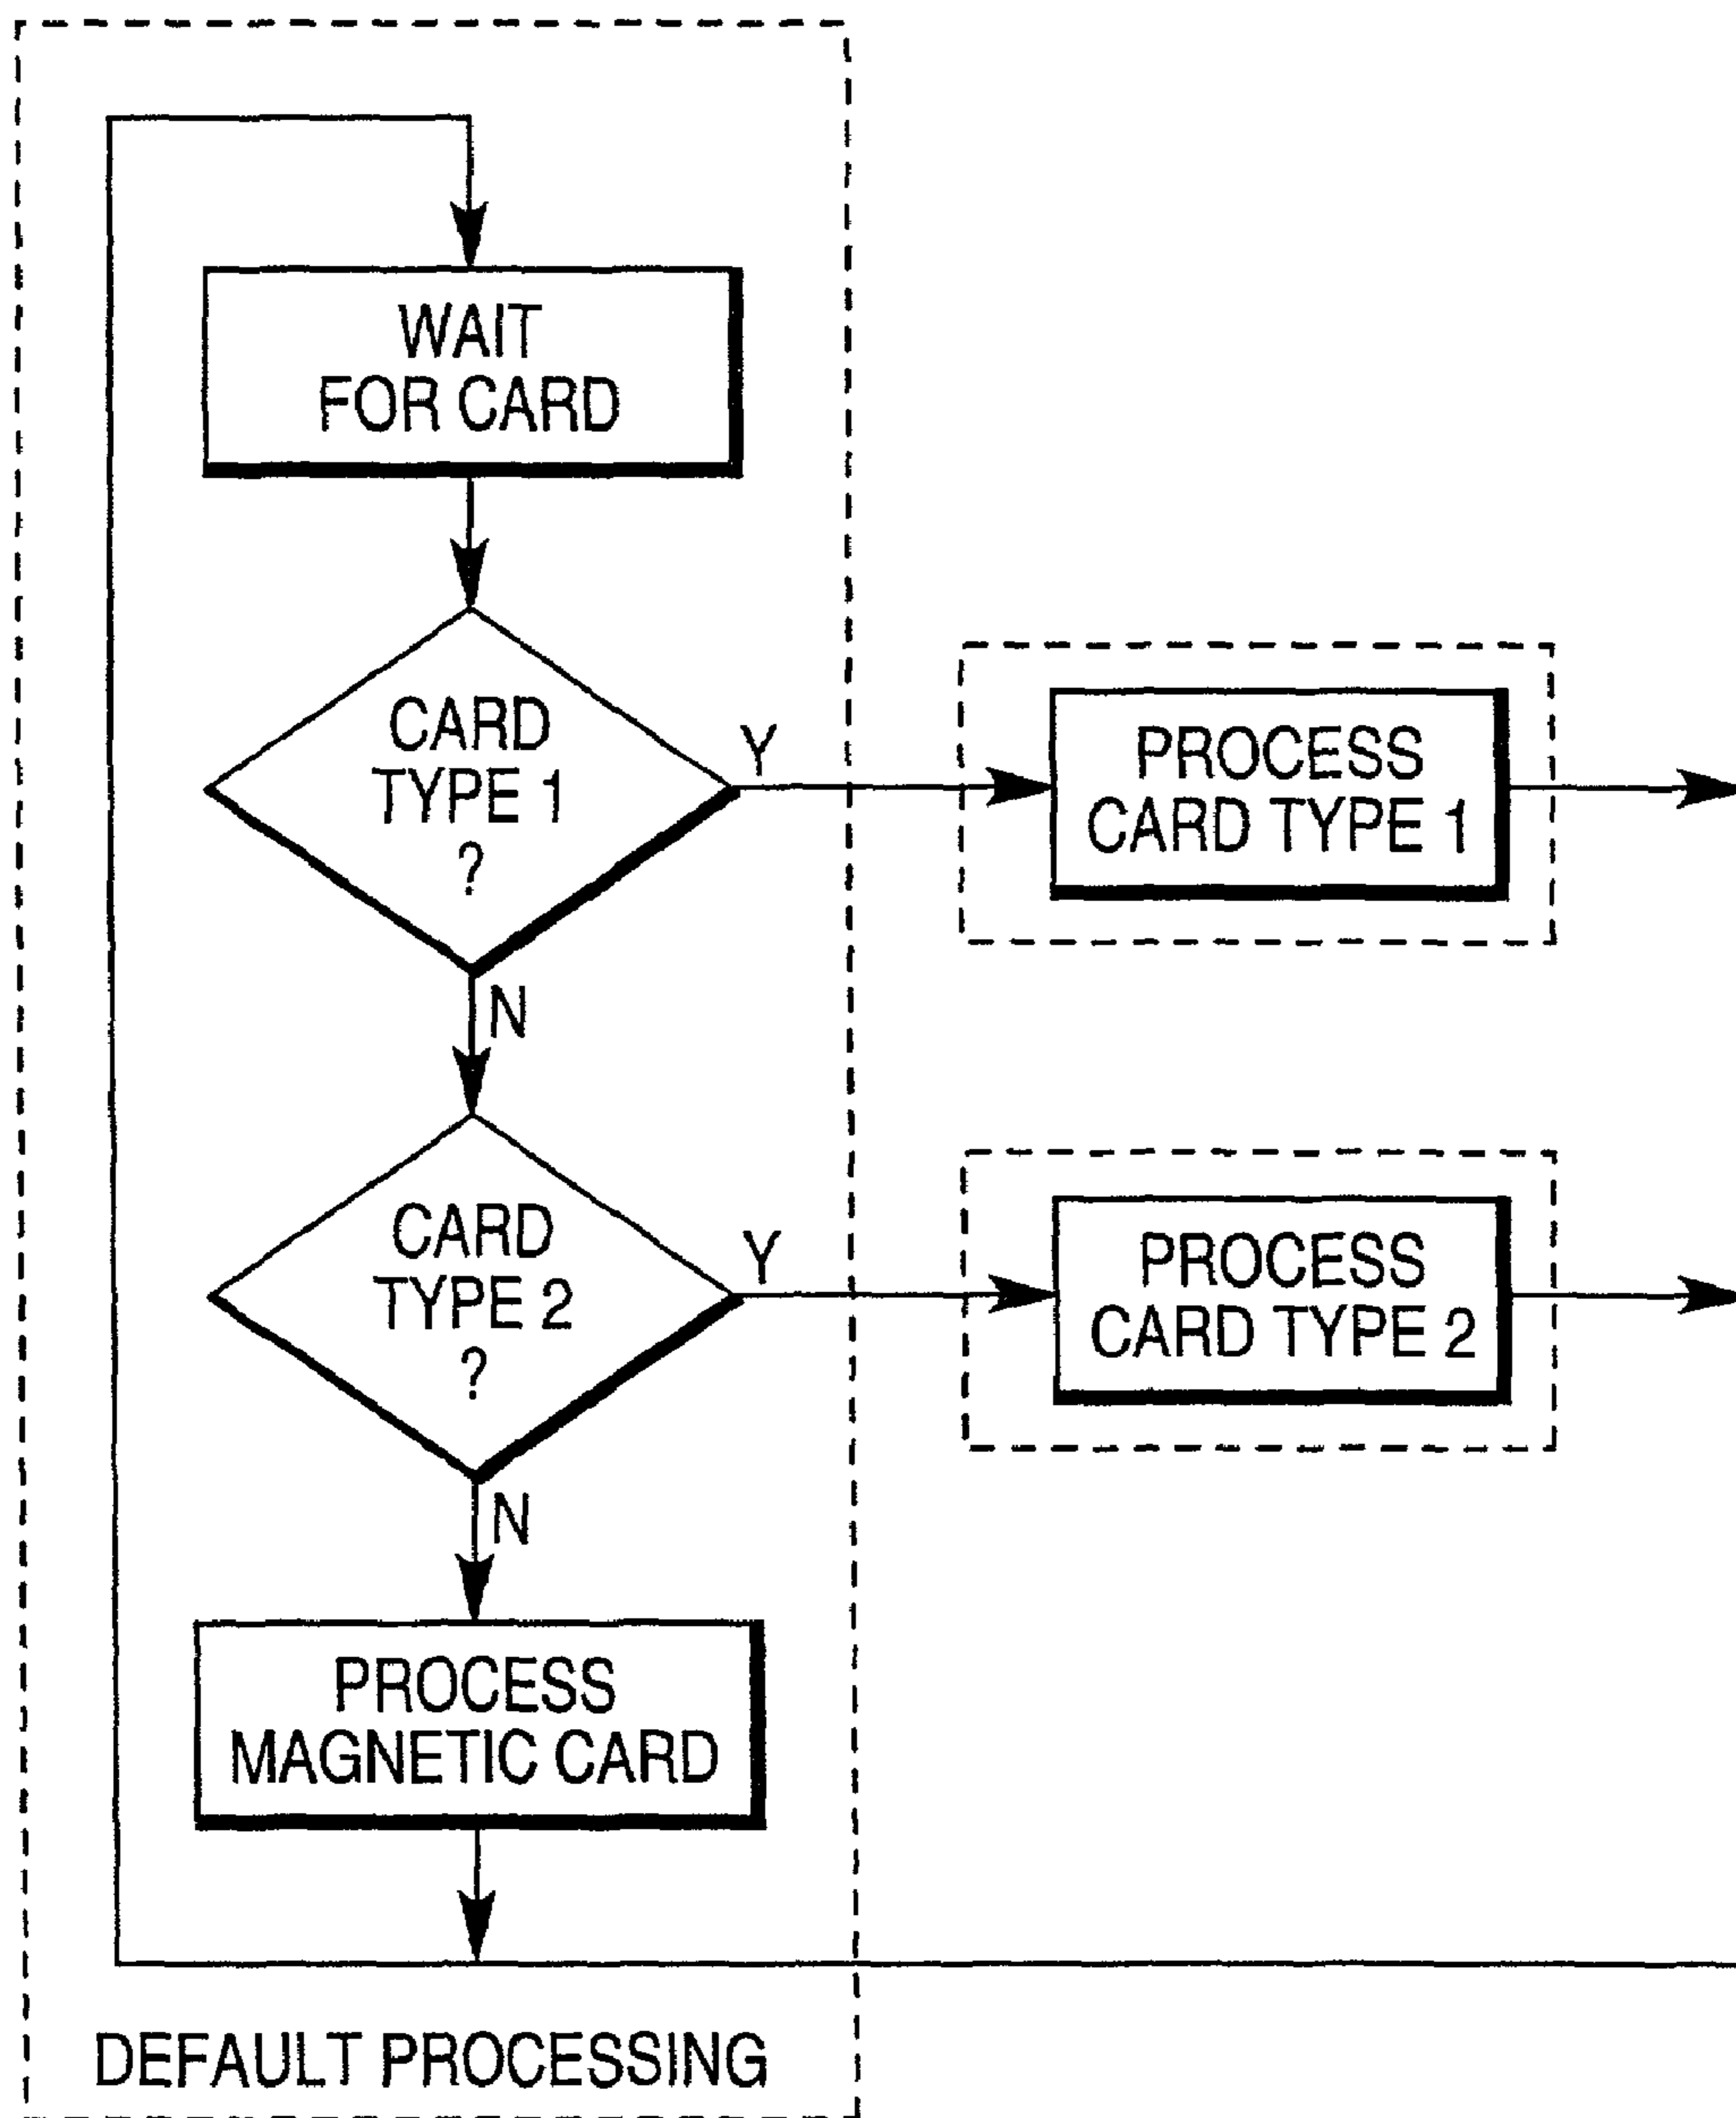 WAIT
FOR CARD
CARD
TYPE 1
?
Y
PROCESS
CARD TYPE 1
N
CARD
TYPE 2
?
Y
PROCESS
CARD TYPE 2
N
PROCESS
MAGNETIC CARD
DEFAULT PROCESSING